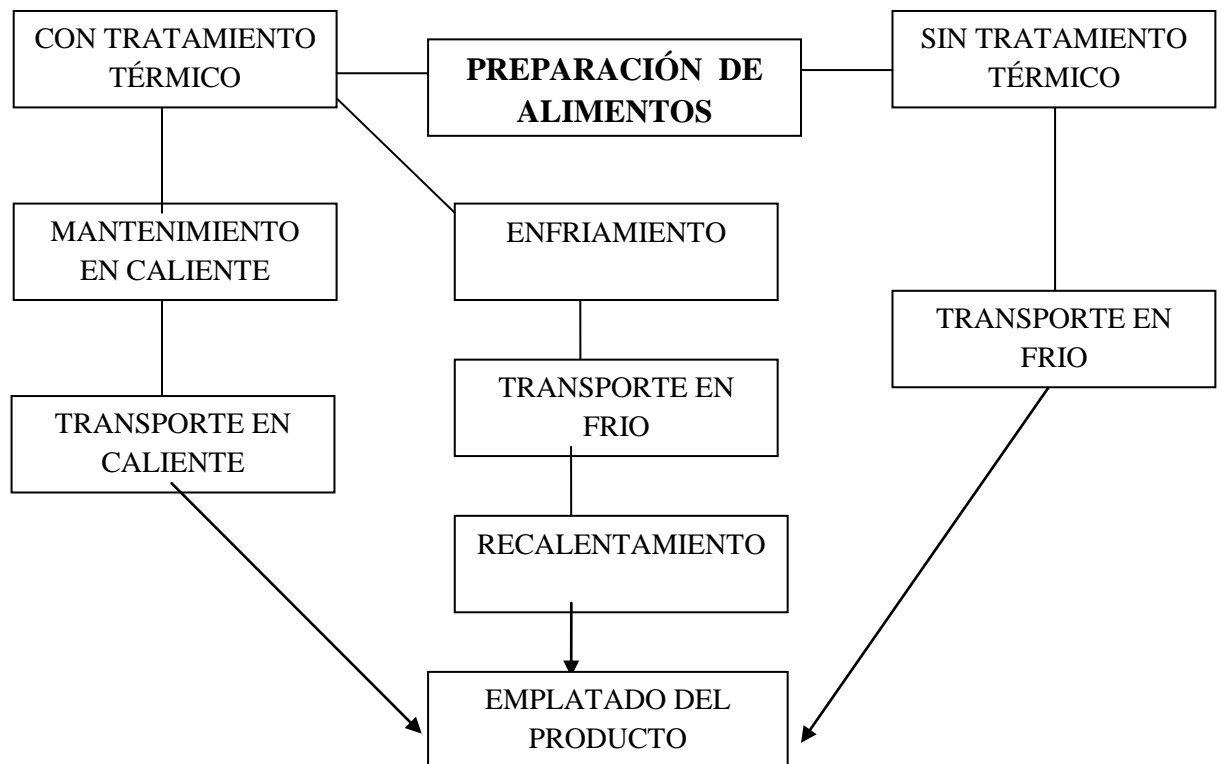 CON TRATAMIENTO
TÉRMICO
PREPARACIÓN DE
ALIMENTOS
SIN TRATAMIENTO
TÉRMICO
MANTENIMIENTO
EN CALIENTE
ENFRIAMIENTO
TRANSPORTE EN
FRIO
TRANSPORTE EN
CALIENTE
TRANSPORTE EN
FRIO
RECALENTAMIENTO
EMPLATADO DEL
PRODUCTO